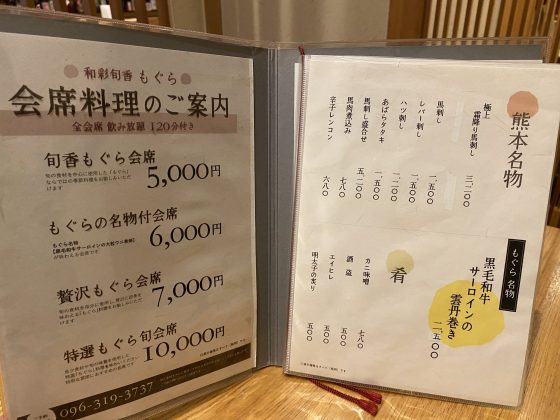 和彩旬香 もぐら
会席料理のご案内
全会席 飲み放題 120分付き
旬香もぐら会席
5,000円
もぐらの名物付会席
もぐら名物
6,000円
贅沢もぐら会席
7,000円
特選もぐら旬会席
10,000円
096-319-3737
熊本名物
極上
霜降り馬刺し
三、二〇〇
馬刺し
一、五〇〇
レバー刺し
一、五〇〇
ハツ刺し
一、二〇〇
あぶらタタキ
一、五〇〇
馬刺し盛合せ
五、二〇〇
馬肉煮込み
七八〇
辛子レンコン
六八〇
もぐら 名物
黒毛和牛
サーロインの
雲丹巻き
二、五〇〇
肴
カニ味噌
七八〇
酒盗
五〇〇
エイヒレ
五五〇
明太子の炙り
五五〇